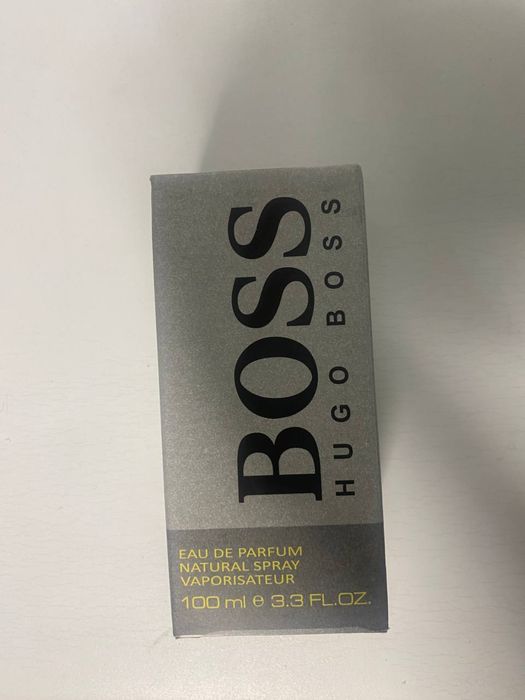 BOSS
HUGO BOSS
EAU DE PARFUM
NATURAL SPRAY
VAPORISATEUR
100 ml ℮ 3.3 FL.OZ.